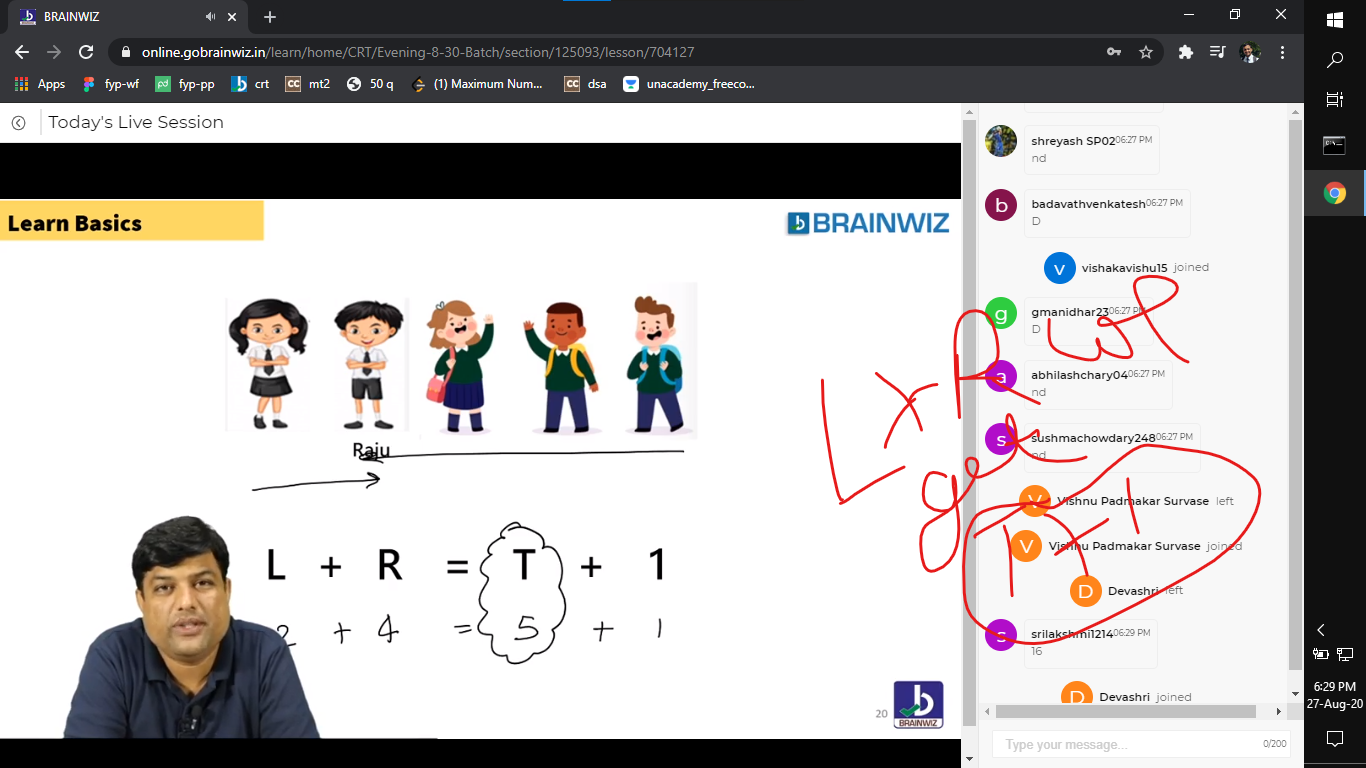 BRAINWIZ
online.gobrainwiz.in/learn/home/CRT/Evening-8-30-Batch/section/125093/lesson/704127
Apps fyp-wf fyp-pp crt mt2 50 q (1) Maximum Num... dsa unacademy_freeco...
Today's Live Session
Learn Basics
BRAINWIZ
Raju
L + R = T + 1
2 + 4 = 5 + 1
20
BRAINWIZ
shreyash SP02 06:27 PM
nd
badavathvenkatesh 06:27 PM
D
vishakavishu15 joined
gmanidhar23 06:27 PM
D
abhilashchary04 06:27 PM
nd
sushmachowdary248 06:27 PM
nd
Vishnu Padmakar Survase left
Vishnu Padmakar Survase joined
Devashri left
srilakshmi1214 06:29 PM
16
Devashri joined
Type your message... 0/200
6:29 PM
27-Aug-20